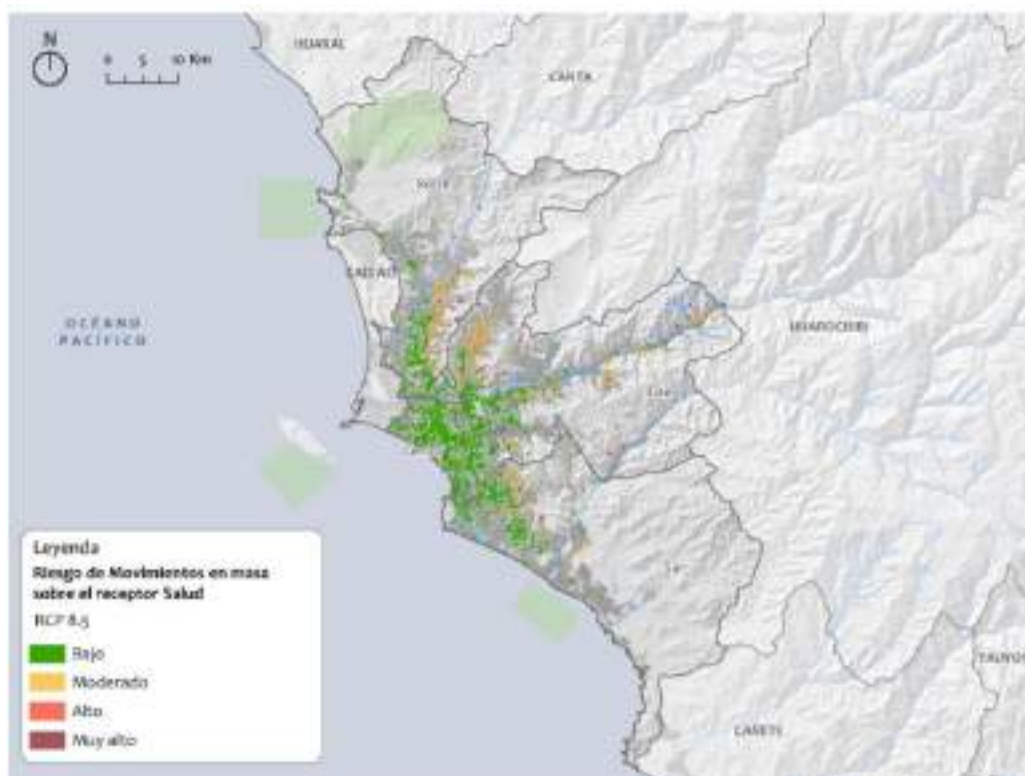 N
0 5 10 Km
HUARAL
CANTA
CALLAO
HUAROCHIRI
OCÉANO
PACÍFICO
YAUYOS
CAÑETE
Leyenda
Riesgo de Movimientos en masa
sobre el receptor Salud
RCP 8.5
Bajo
Moderado
Alto
Muy alto